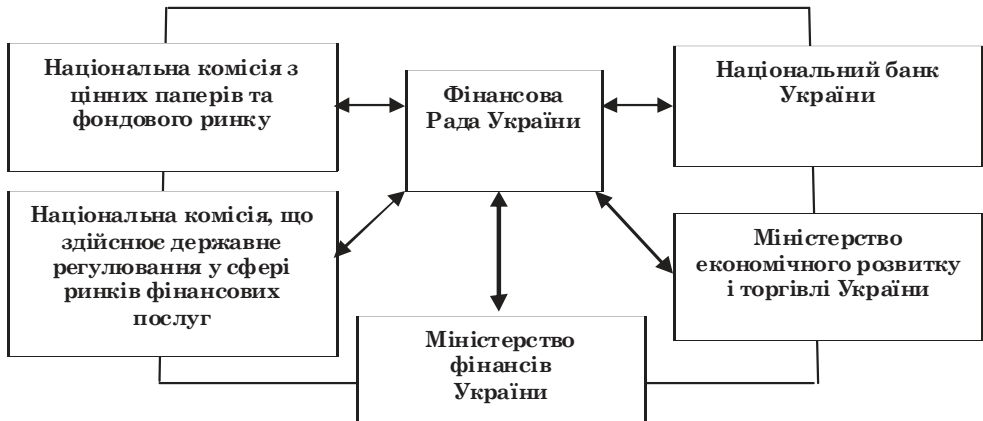 Національна комісія з
цінних паперів та
фондового ринку
Фінансова
Рада України
Національний банк
України
Національна комісія, що
здійснює державне
регулювання у сфері
ринків фінансових
послуг
Міністерство
економічного розвитку
і торгівлі України
Міністерство
фінансів
України